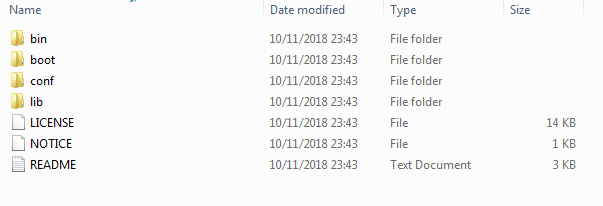 Name Date modified Type Size
bin 10/11/2018 23:43 File folder
boot 10/11/2018 23:43 File folder
conf 10/11/2018 23:43 File folder
lib 10/11/2018 23:43 File folder
LICENSE 10/11/2018 23:43 File 14 KB
NOTICE 10/11/2018 23:43 File 1 KB
README 10/11/2018 23:43 Text Document 3 KB